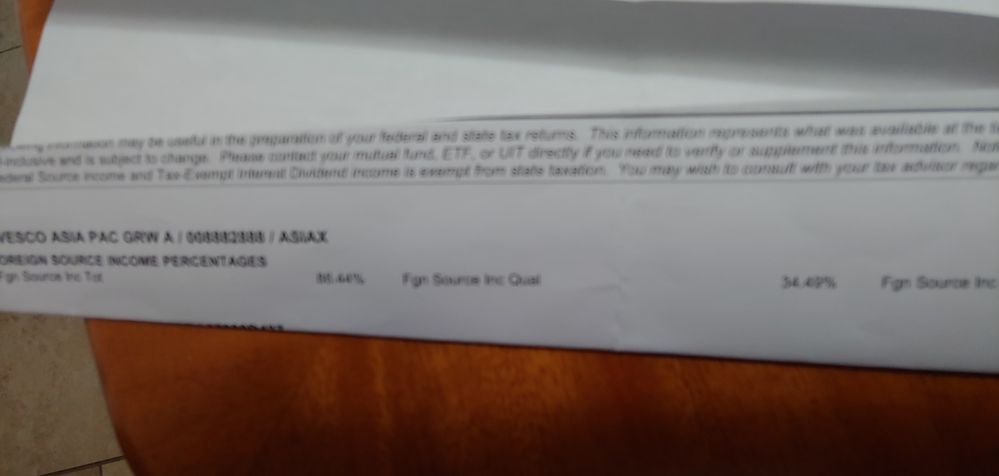 may be useful in the preparation of your federal and state tax returns. This information represents what was available at the
inclusive and is subject to change. Please contact your mutual fund, ETF, or UIT directly if you need to verify or supplement this information.
Source income and Tax-Exempt Interest Dividend income is exempt from state taxation. You may wish to consult with your tax advisor
VESCO ASIA PAC GRW A / / ASIAX
OREIGN SOURCE INCOME PERCENTAGES
Fgn Source Inc Tot Fgn Source Inc Qual 34.49% Fgn Source Inc